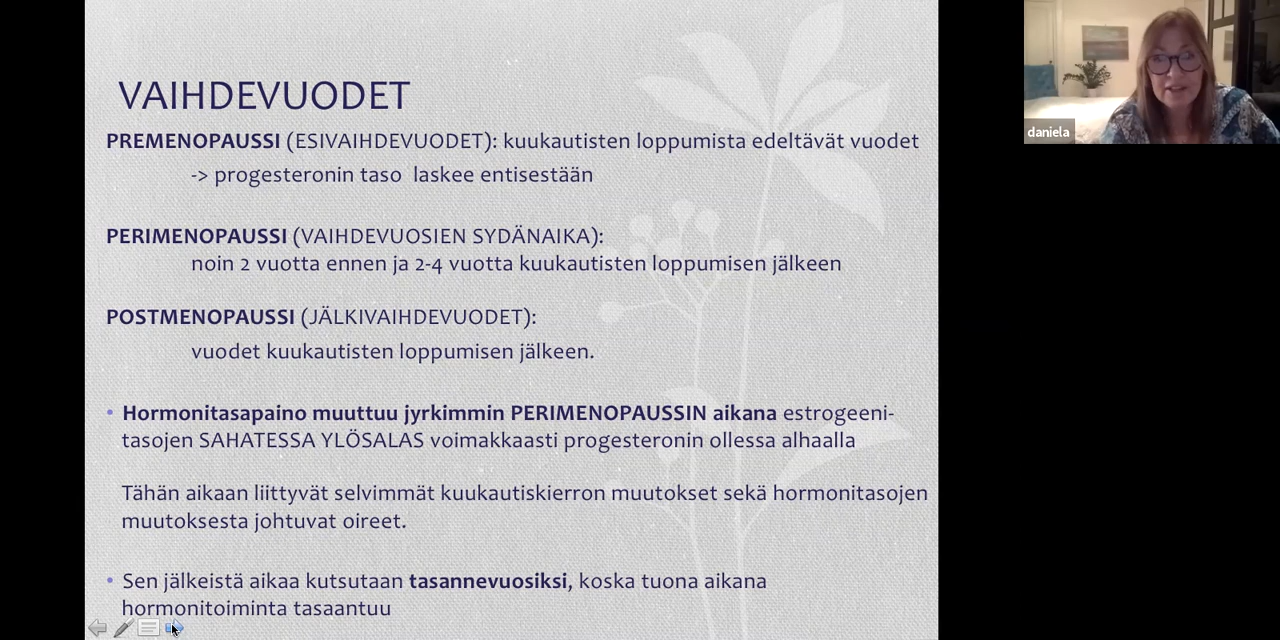 VAIHDEVUODET
PREMENOPAUSSI (ESIVAIHDEVUODET): kuukautisten loppumista edeltävät vuodet
-> progesteronin taso laskee entisestään
PERIMENOPAUSSI (VAIHDEVUOSIEN SYDÄNAIKA):
noin 2 vuotta ennen ja 2-4 vuotta kuukautisten loppumisen jälkeen
POSTMENOPAUSSI (JÄLKIVAIHDEVUODET):
vuodet kuukautisten loppumisen jälkeen.
• Hormonitasapaino muuttuu jyrkimmin PERIMENOPAUSSIN aikana estrogeeni-
tasojen SAHATESSA YLÖSALAS voimakkaasti progesteronin ollessa alhaalla
Tähän aikaan liittyvät selvimmät kuukautiskierron muutokset sekä hormonitasojen
muutoksesta johtuvat oireet.
• Sen jälkeistä aikaa kutsutaan tasannevuosiksi, koska tuona aikana
hormonitoiminta tasaantuu
daniela